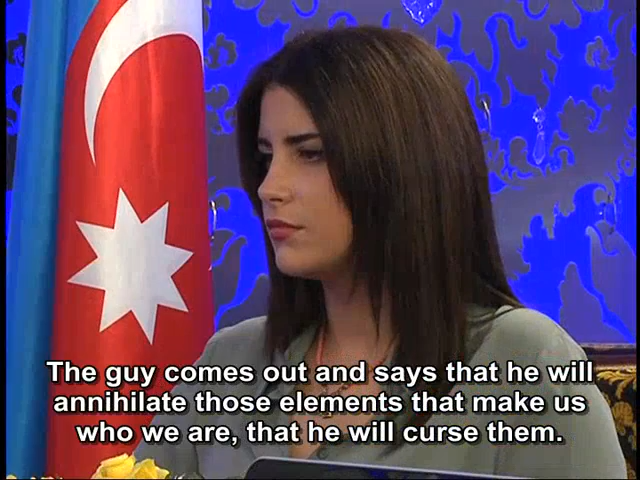 The guy comes out and says that he will
annihilate those elements that make us
who we are, that he will curse them.